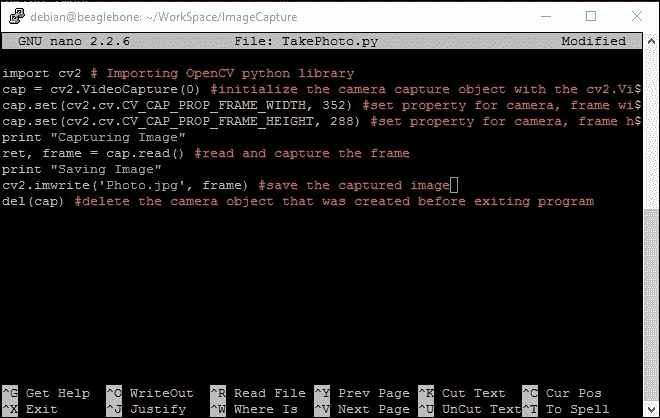 debian@beaglebone: ~/WorkSpace/ImageCapture
GNU nano 2.2.6 File: TakePhoto.py Modified
import cv2 # Importing OpenCV python library
cap = cv2.VideoCapture(0) #initialize the camera capture object with the cv2.Vi$
cap.set(cv2.cv.CV_CAP_PROP_FRAME_WIDTH, 352) #set property for camera, frame wi$
cap.set(cv2.cv.CV_CAP_PROP_FRAME_HEIGHT, 288) #set property for camera, frame h$
print "Capturing Image"
ret, frame = cap.read() #read and capture the frame
print "Saving Image"
cv2.imwrite('Photo.jpg', frame) #save the captured image
del(cap) #delete the camera object that was created before exiting program
^G Get Help ^O WriteOut ^R Read File ^Y Prev Page ^K Cut Text ^C Cur Pos
^X Exit ^J Justify ^W Where Is ^V Next Page ^U UnCut Text ^T To Spell